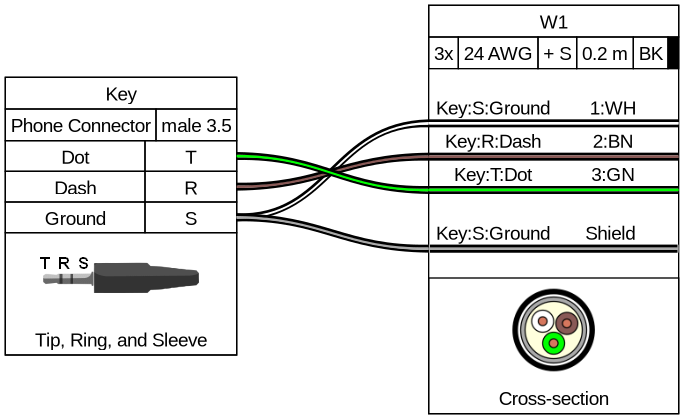 Key
Phone Connector male 3.5
Dot T
Dash R
Ground S
T R S
Tip, Ring, and Sleeve
W1
3x 24 AWG + S 0.2 m BK
Key:S:Ground 1:WH
Key:R:Dash 2:BN
Key:T:Dot 3:GN
Key:S:Ground Shield
Cross-section